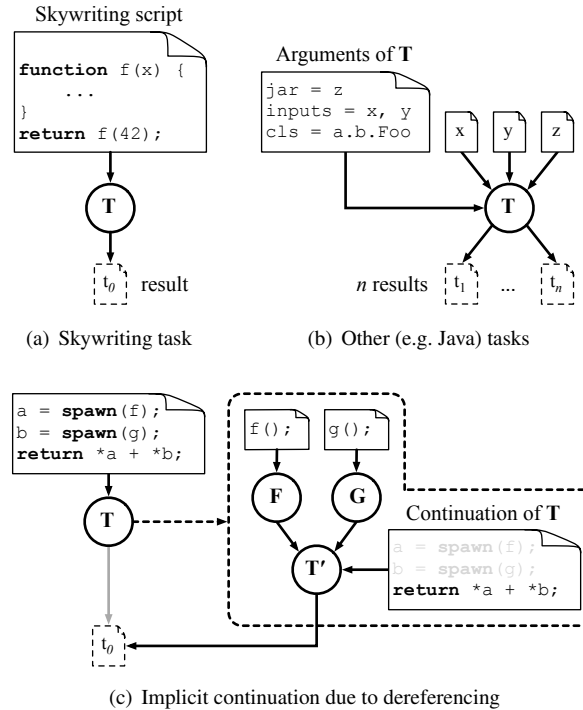 Skywriting script
function f(x) {
...
}
return f(42);
T
t0 result
(a) Skywriting task
Arguments of T
jar = z
inputs = x, y
cls = a.b.Foo
x y z
T
n results t1 ... tn
(b) Other (e.g. Java) tasks
a = spawn(f);
b = spawn(g);
return *a + *b;
T
t0
f(); g();
F G
T′
Continuation of T
a = spawn(f);
b = spawn(g);
return *a + *b;
(c) Implicit continuation due to dereferencing